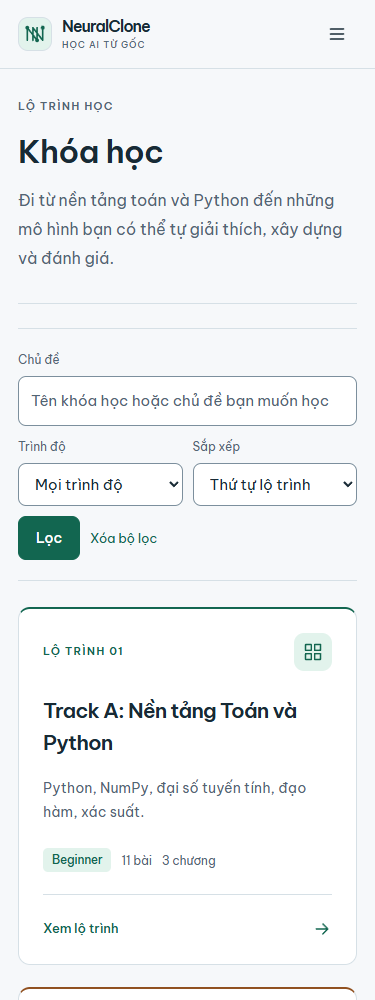 NeuralClone
HỌC AI TỪ GỐC
LỘ TRÌNH HỌC
Khóa học
Đi từ nền tảng toán và Python đến những
mô hình bạn có thể tự giải thích, xây dựng
và đánh giá.
Chủ đề
Tên khóa học hoặc chủ đề bạn muốn học
Trình độ
Sắp xếp
Mọi trình độ
Thứ tự lộ trình
Lọc
Xóa bộ lọc
LỘ TRÌNH 01
Track A: Nền tảng Toán và
Python
Python, NumPy, đại số tuyến tính, đạo
hàm, xác suất.
Beginner 11 bài 3 chương
Xem lộ trình